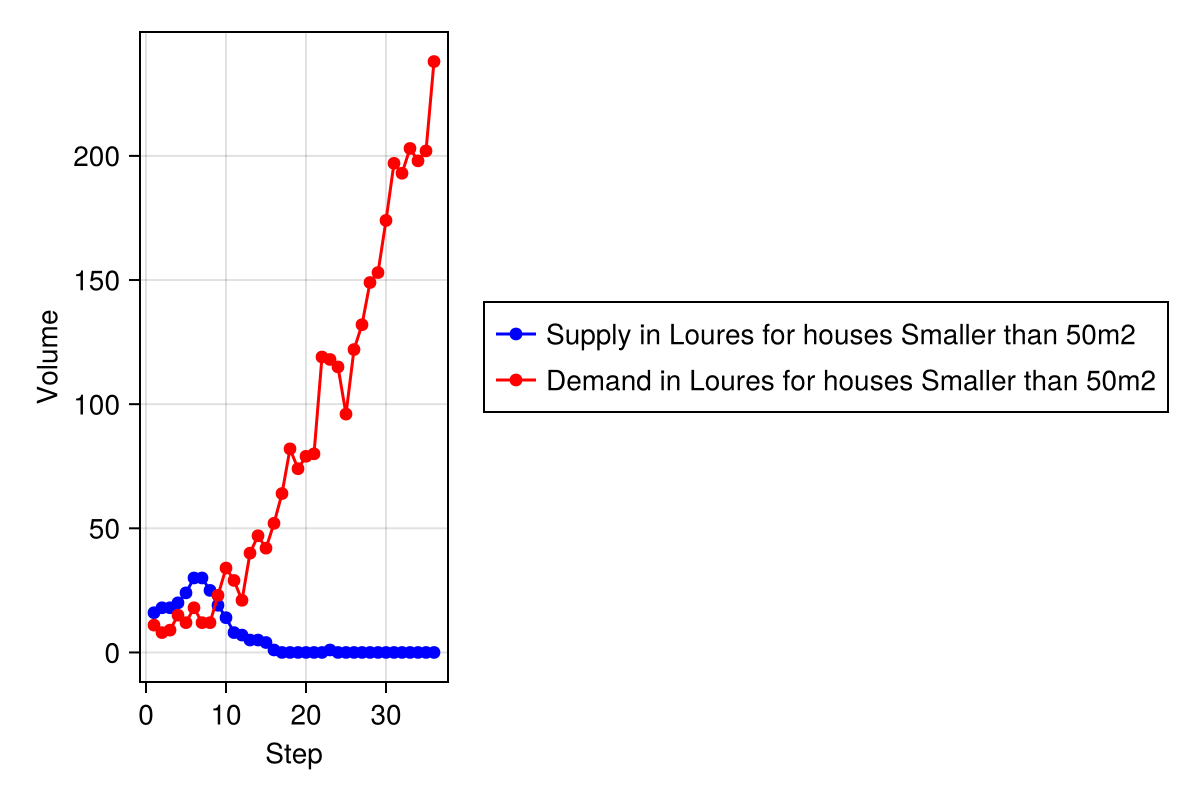 Volume
200
150
100
50
0
0 10 20 30
Step
Supply in Loures for houses Smaller than 50m2
Demand in Loures for houses Smaller than 50m2